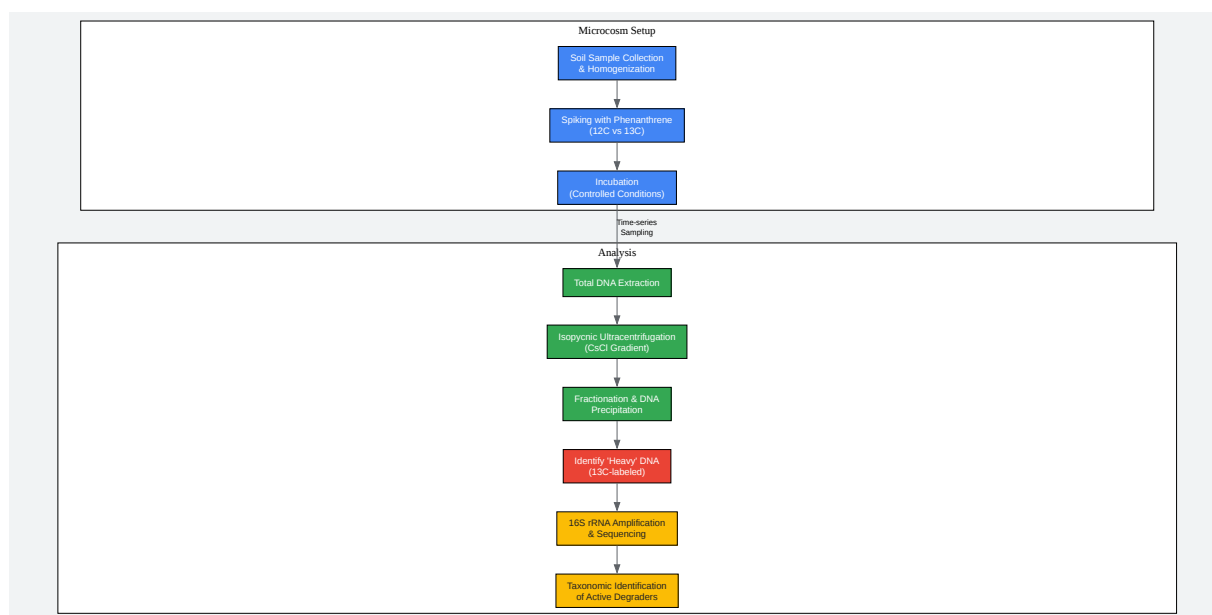 Microcosm Setup
Soil Sample Collection
& Homogenization
Spiking with Phenanthrene
(12C vs 13C)
Incubation
(Controlled Conditions)
Time-series
Sampling
Analysis
Total DNA Extraction
Isopycnic Ultracentrifugation
(CsCl Gradient)
Fractionation & DNA
Precipitation
Identify 'Heavy' DNA
(13C-labeled)
16S rRNA Amplification
& Sequencing
Taxonomic Identification
of Active Degraders